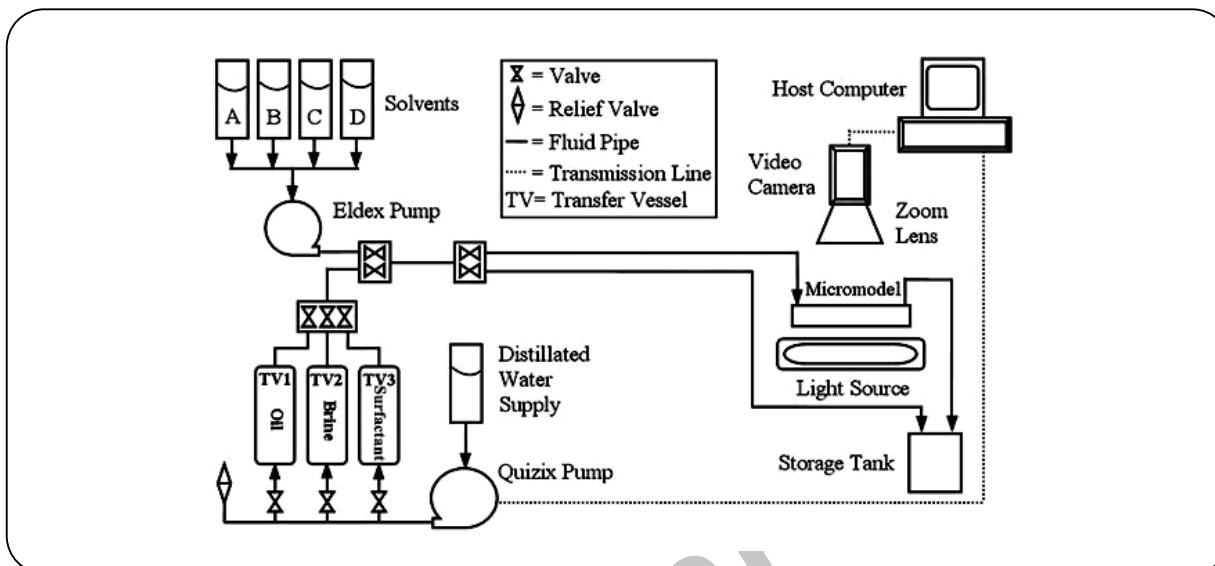 A B C D
Solvents
= Valve
= Relief Valve
= Fluid Pipe
= Transmission Line
TV= Transfer Vessel
Host Computer
Video
Camera
Zoom
Lens
Eldex Pump
Micromodel
Light Source
Storage Tank
TV1
Oil
TV2
Brine
TV3
Surfactant
Distillated
Water
Supply
Quizix Pump